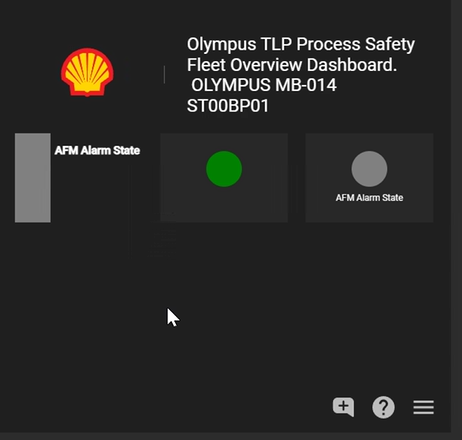 Olympus TLP Process Safety
Fleet Overview Dashboard.
OLYMPUS MB-014
ST00BP01
AFM Alarm State
AFM Alarm State